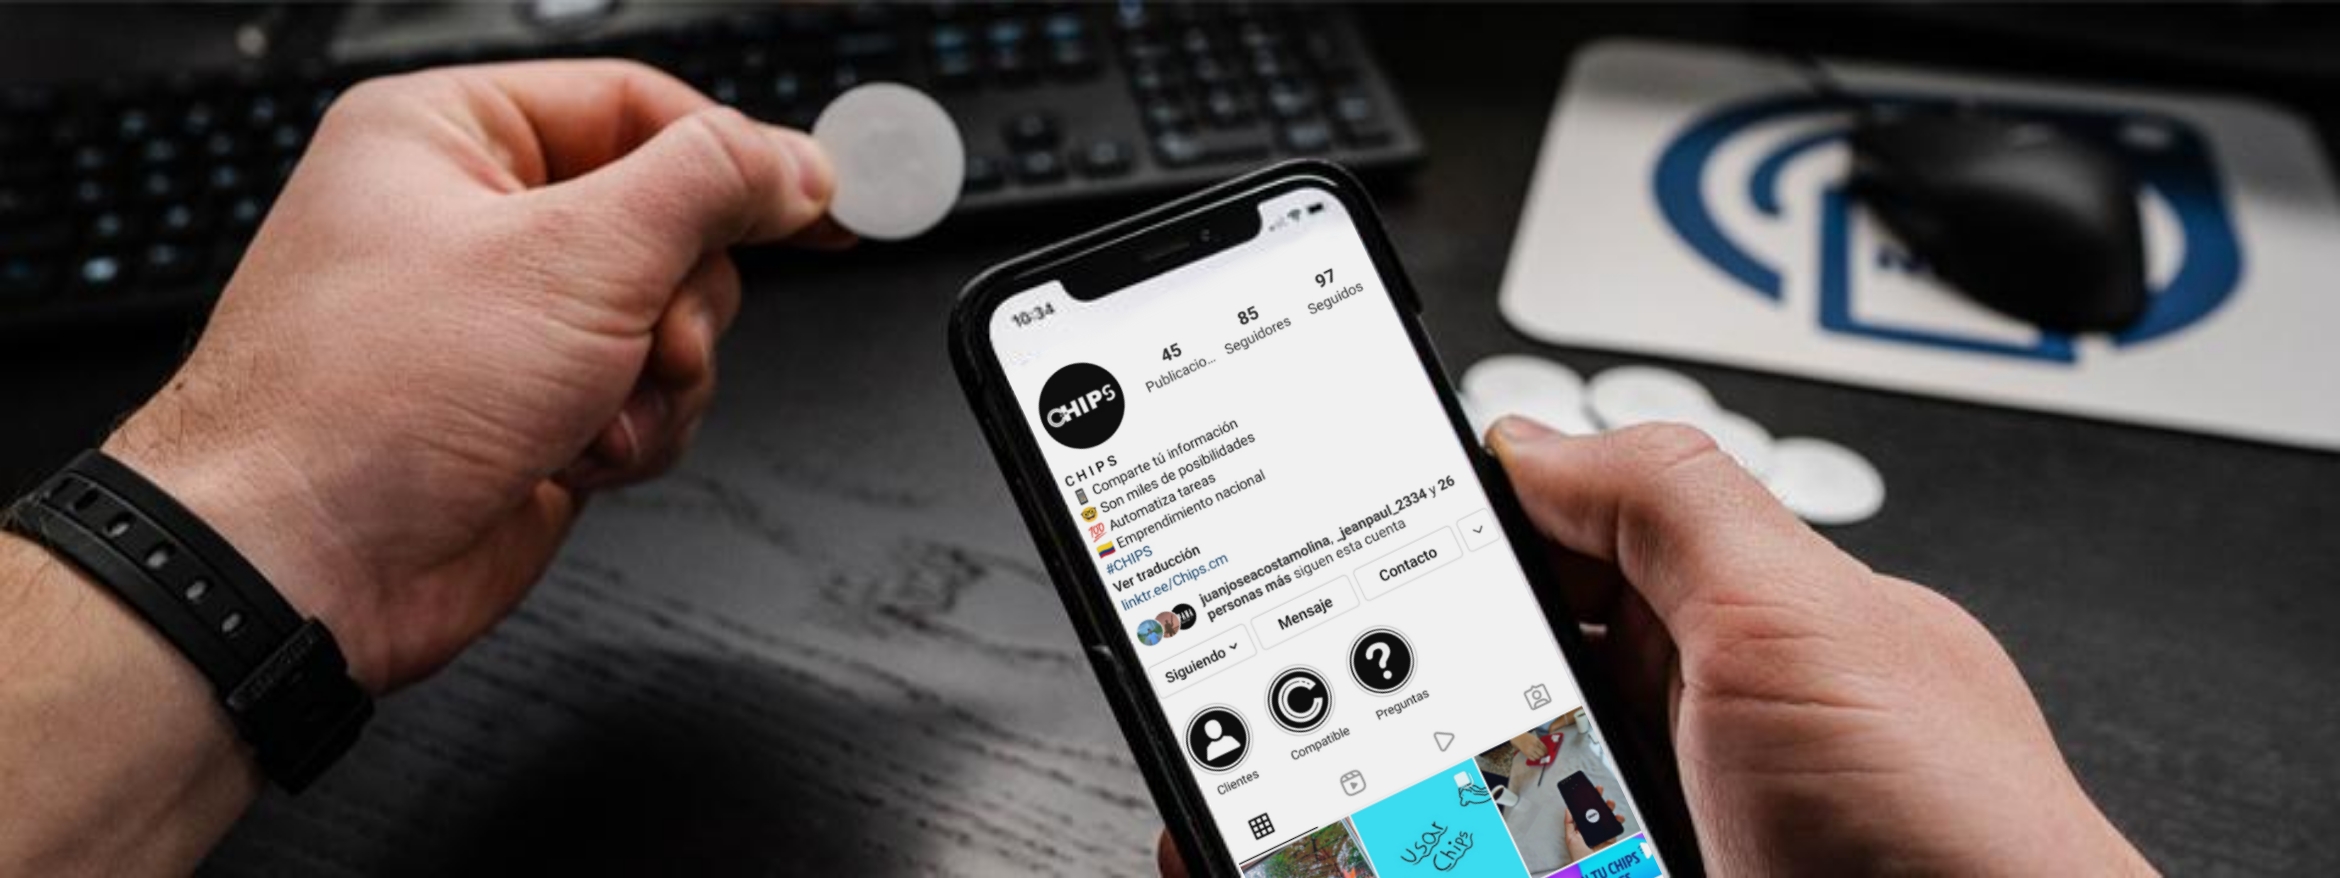 10:34
97
Seguidos
85
Seguidores
45
Publicacio...
CHIPS
CHIPS
Comparte tú información
Son miles de posibilidades
Automatiza tareas
Emprendimiento nacional
#CHIPS
Ver traducción
linktr.ee/Chips.cm
juanjoseacostamolina, _jeanpaul_2334 y 26
personas más siguen esta cuenta
Siguiendo
Mensaje
Contacto
Clientes
Compatible
Preguntas
usar
Chips
TU CHIPS